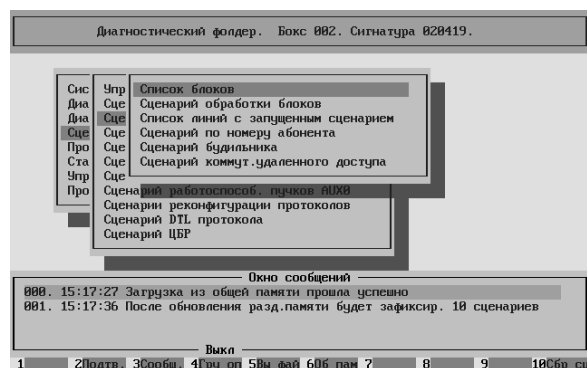 Диагностический фолдер. Бокс 002. Сигнатура 020419.
Сис
Диа
Диа
Сце
Про
Ста
Упр
Про
Упр
Сце
Сце
Сце
Сце
Сце
Сце
Сценарий работоспособ. пучков AUX0
Сценарии реконфигурации протоколов
Сценарий DTL протокола
Сценарий ЦБР
Список блоков
Сценарий обработки блоков
Список линий с запущенным сценарием
Сценарий по номеру абонента
Сценарий будильника
Сценарий коммут.удаленного доступа
Окно сообщений
000. 15:17:27 Загрузка из общей памяти прошла успешно
001. 15:17:36 После обновления разд.памяти будет зафиксир. 10 сценариев
Выкл
1 2Подтв. 3Сообщ. 4Гру оп 5Вы фай 6Об пам 7 8 9 10Сбр сц